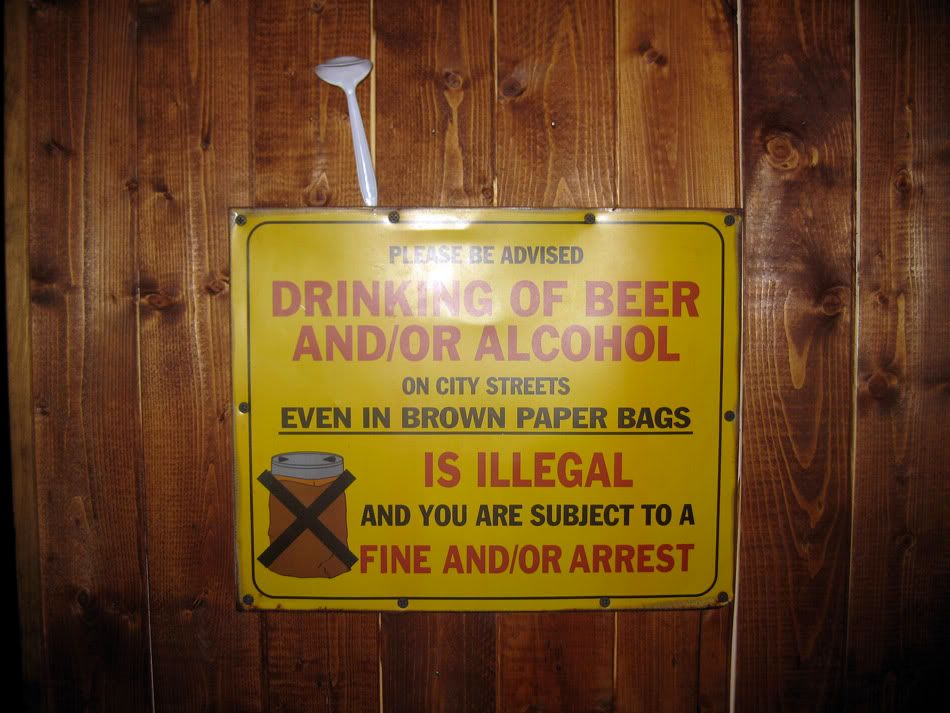 PLEASE BE ADVISED
DRINKING OF BEER
AND/OR ALCOHOL
ON CITY STREETS
EVEN IN BROWN PAPER BAGS
IS ILLEGAL
AND YOU ARE SUBJECT TO A
FINE AND/OR ARREST